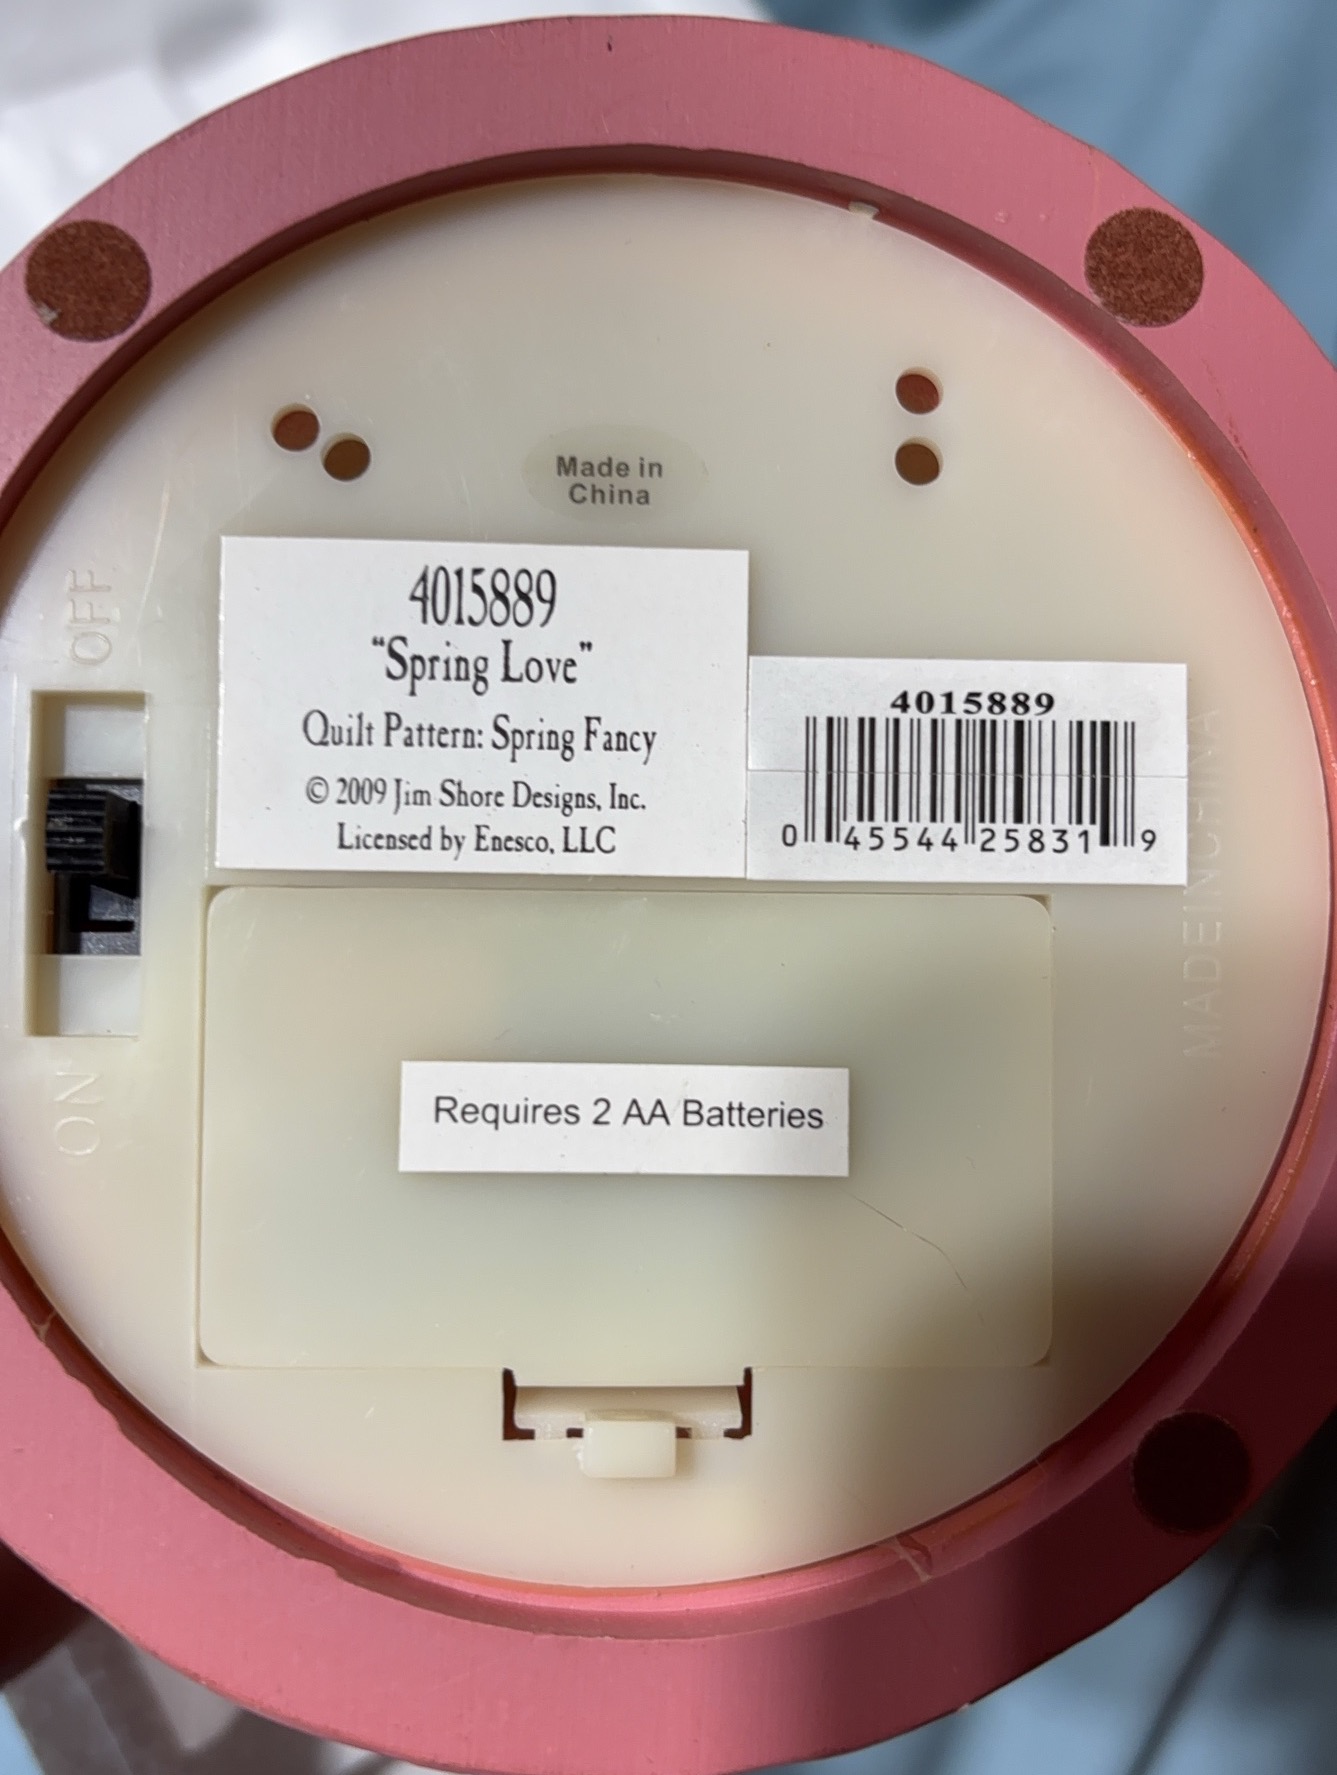 Made in
China
OFF
4015889
“Spring Love”
Quilt Pattern: Spring Fancy
© 2009 Jim Shore Designs, Inc.
Licensed by Enesco, LLC
4015889
0 45544 25831 9
MADE IN CHINA
Requires 2 AA Batteries
ON